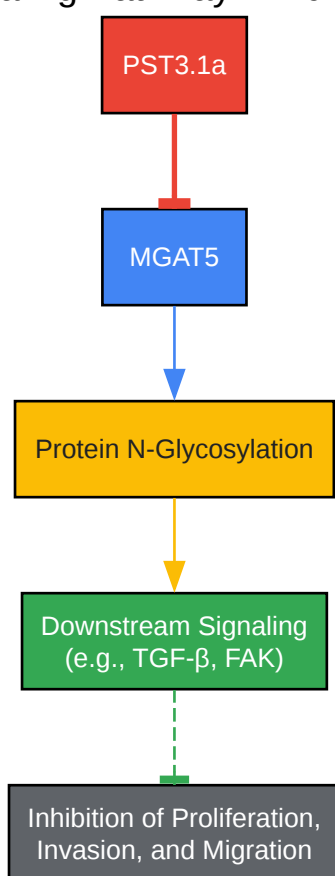 PST3.1a
MGAT5
Protein N-Glycosylation
Downstream Signaling
(e.g., TGF-β, FAK)
Inhibition of Proliferation,
Invasion, and Migration